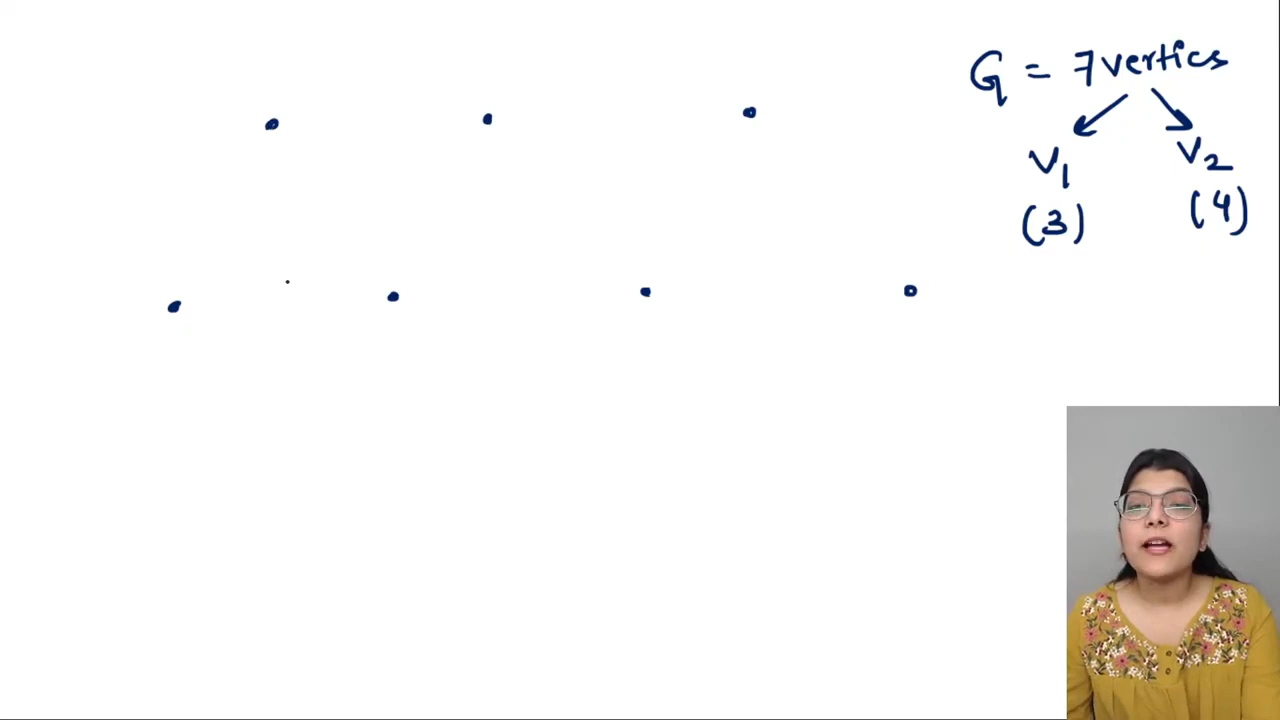 G = 7 vertics
V1 V2
(3) (4)